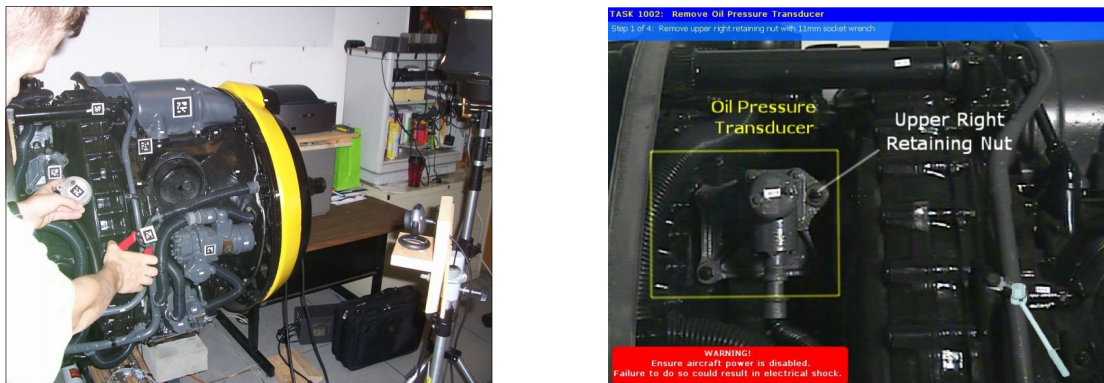 TASK 1002: Remove Oil Pressure Transducer
Step 1 of 4: Remove upper right retaining nut with 11mm socket wrench
Oil Pressure
Transducer
Upper Right
Retaining Nut
WARNING!
Ensure aircraft power is disabled.
Failure to do so could result in electrical shock.